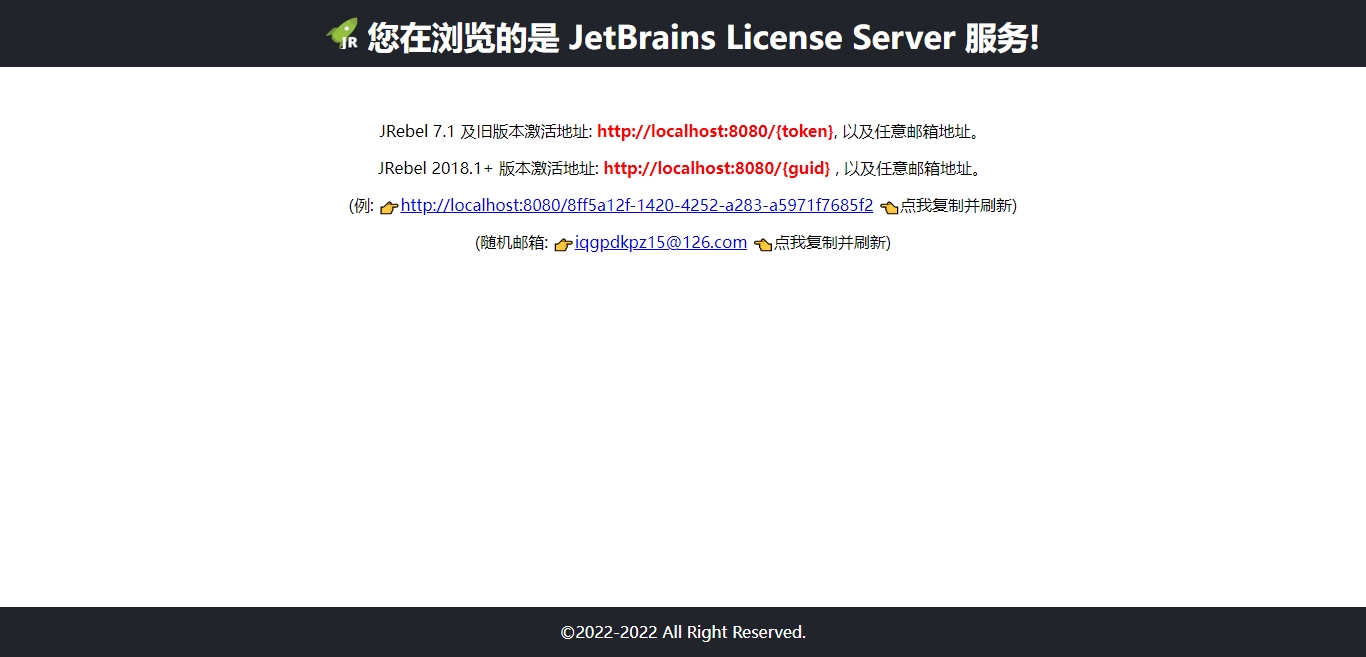 JR 您在浏览的是 JetBrains License Server 服务!
JRebel 7.1 及旧版本激活地址: http://localhost:8080/{token}, 以及任意邮箱地址。
JRebel 2018.1+ 版本激活地址: http://localhost:8080/{guid} , 以及任意邮箱地址。
(例: 👉http://localhost:8080/8ff5a12f-1420-4252-a283-a5971f7685f2 👈点我复制并刷新)
(随机邮箱: 👉iqgpdkpz15@126.com 👈点我复制并刷新)
©2022-2022 All Right Reserved.